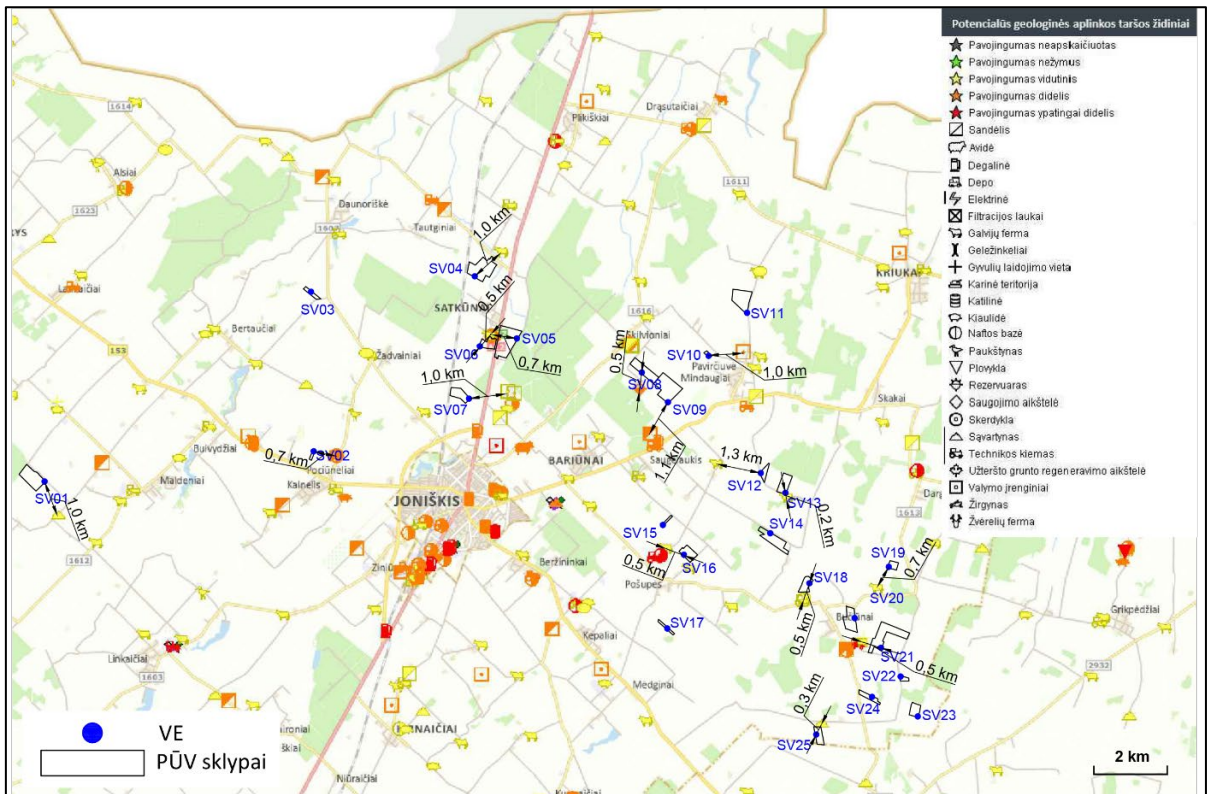 Potencialūs geologinės aplinkos taršos židiniai
Pavojingumas neapskaičiuotas
Pavojingumas nežymus
Pavojingumas vidutinis
Pavojingumas didelis
Pavojingumas ypatingai didelis
Sandėlis
Avidė
Degalinė
Depo
Elektrinė
Filtracijos laukai
Galvijų ferma
Geležinkeliai
Gyvulių laidojimo vieta
Karinė teritorija
Katilinė
Kiaulidė
Naftos bazė
Paukštynas
Plovykla
Rezervuaras
Saugojimo aikštelė
Skerdykla
Sąvartynas
Technikos kiemas
Užteršto grunto regeneravimo aikštelė
Valymo įrenginiai
Žirgynas
Žvėrelių ferma
1614
Drąsutaičiai
Plikiškiai
Alsiai
1611
Daunoriškė
1623
Tautginiai
1,0 km
SV04
KRIUKAI
SV03
0,5 km
SV11
SATKŪNAI
1616
Bertaučiai
SV05
Skilvioniai
SV06
153
Žadvainiai
0,7 km
0,5 km
SV10
Pavirčiuvė
1,0 km
Mindaugiai
SV08
1,0 km
SV07
SV09
Skakai
Buivydžiai
SV02
0,7 km
Pociūnėliai
BARIŪNAI
Saugėlaukis
1,1 km
1,3 km
SV01
Maldeniai
Kalnelis
SV12
SV13
1,0 km
JONIŠKIS
1612
1613
SV15
SV14
0,2 km
SV16
SV19
Beržininkai
0,5 km
Pošupės
SV18
0,7 km
SV20
Grikpėdžiai
SV17
Kepaliai
0,5 km
Linkaičiai
SV21
0,5 km
2932
1603
SV22
Medginai
0,3 km
SV24
SV23
SV25
Niūraičiai
2 km
VE
PŪV sklypai